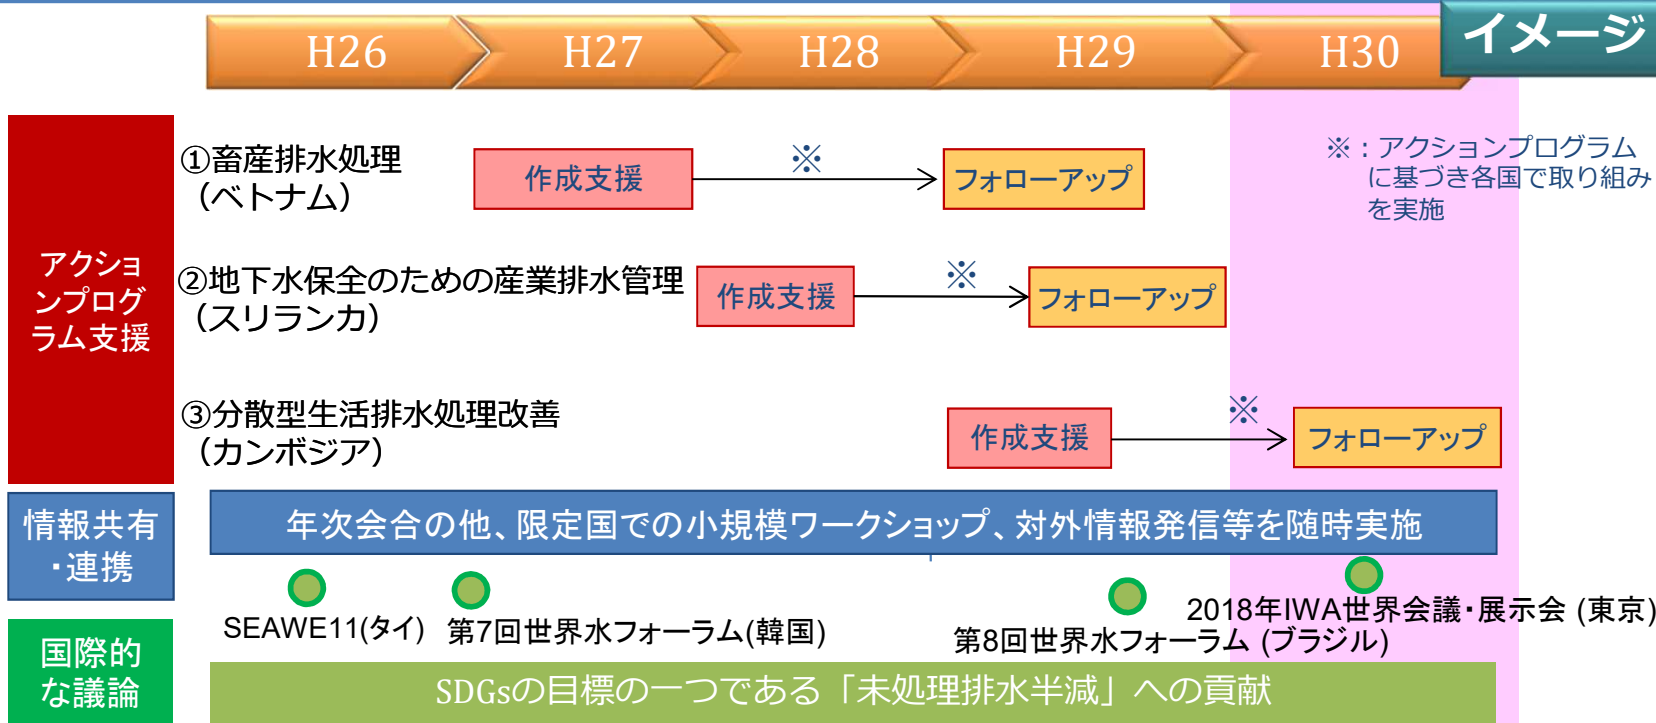 H26
H27
H28
H29
H30
イメージ
アクショ
ンプログ
ラム支援
①畜産排水処理
（ベトナム）
作成支援
※
フォローアップ
※：アクションプログラム
に基づき各国で取り組み
を実施
②地下水保全のための産業排水管理
（スリランカ）
作成支援
※
フォローアップ
③分散型生活排水処理改善
（カンボジア）
作成支援
※
フォローアップ
情報共有
・連携
年次会合の他、限定国での小規模ワークショップ、対外情報発信等を随時実施
SEAWE11(タイ)
第7回世界水フォーラム(韓国)
第8回世界水フォーラム (ブラジル)
2018年IWA世界会議・展示会 (東京)
国際的
な議論
SDGsの目標の一つである「未処理排水半減」への貢献